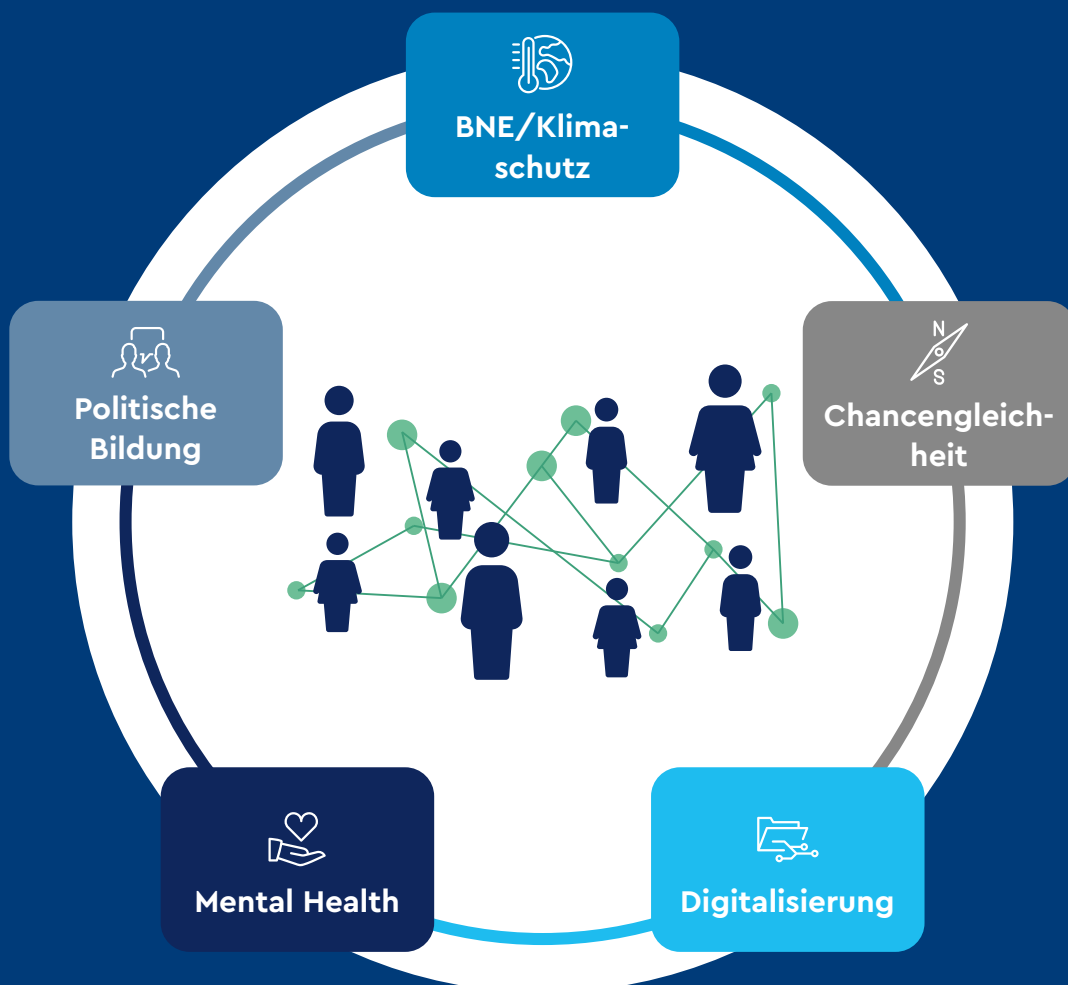 BNE/Klima-
schutz
Politische
Bildung
N
S
Chancengleich-
heit
Mental Health
Digitalisierung